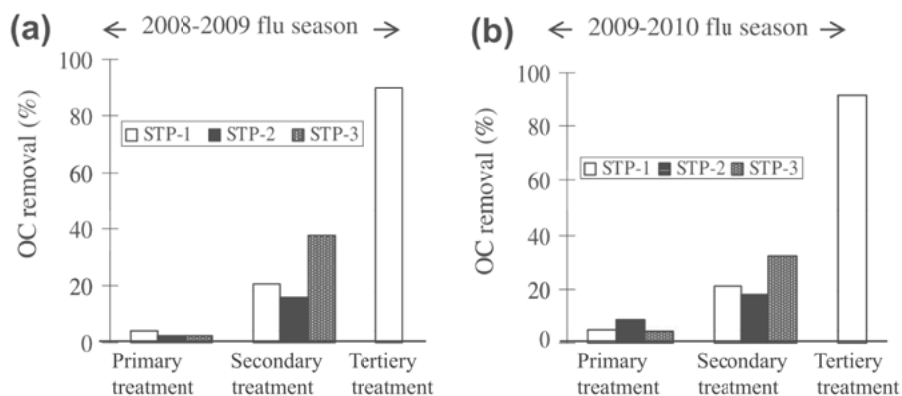 (a) ← 2008-2009 flu season →
OC removal (%)
100
80
60
40
20
0
STP-1 STP-2 STP-3
Primary treatment
Secondary treatment
Tertiery treatment
(b) ← 2009-2010 flu season →
OC removal (%)
100
80
60
40
20
0
STP-1 STP-2 STP-3
Primary treatment
Secondary treatment
Tertiery treatment